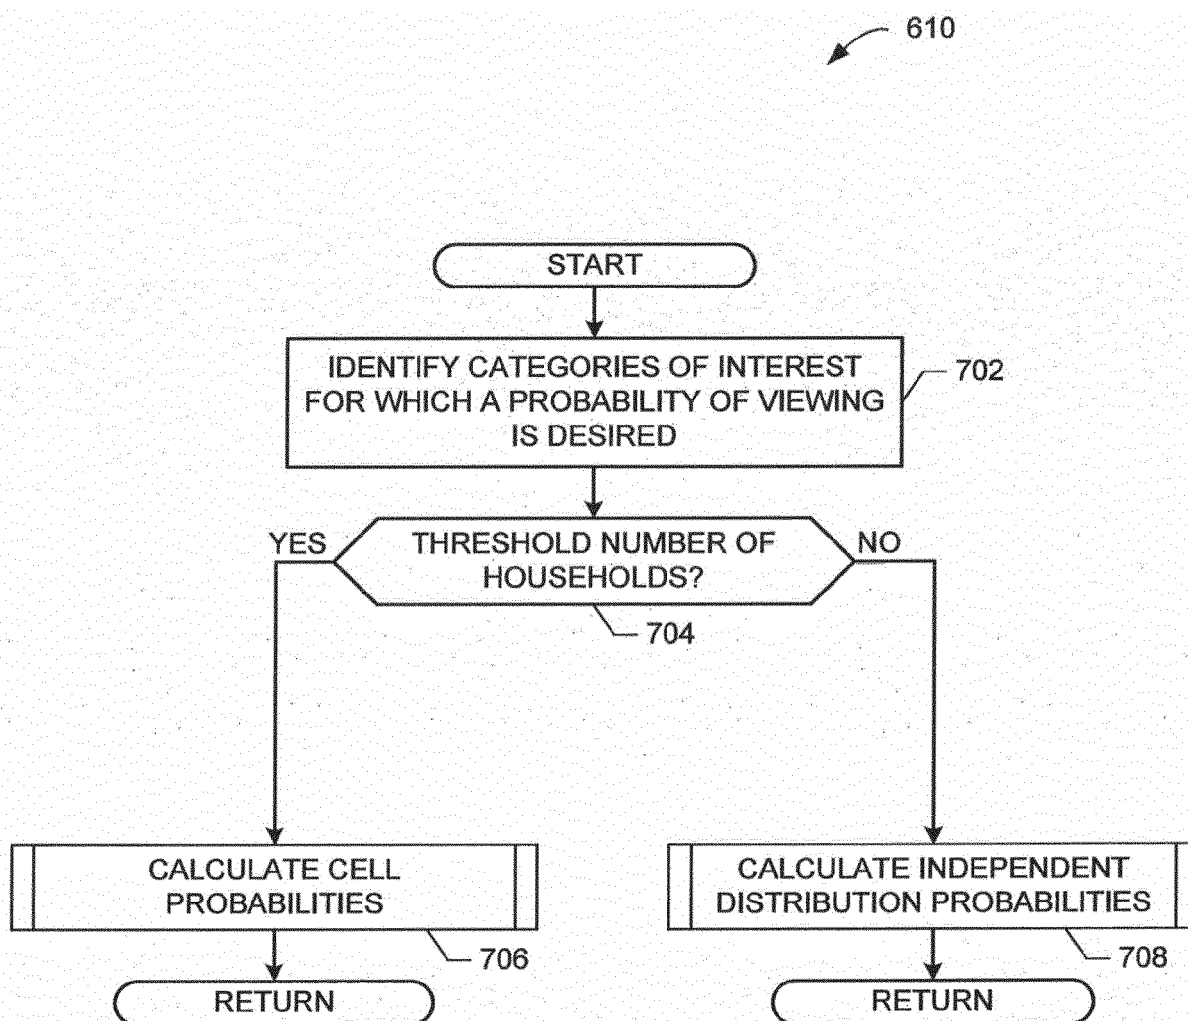 610
START
IDENTIFY CATEGORIES OF INTEREST
FOR WHICH A PROBABILITY OF VIEWING
IS DESIRED
702
YES
THRESHOLD NUMBER OF
HOUSEHOLDS?
NO
704
CALCULATE CELL
PROBABILITIES
706
CALCULATE INDEPENDENT
DISTRIBUTION PROBABILITIES
708
RETURN
RETURN